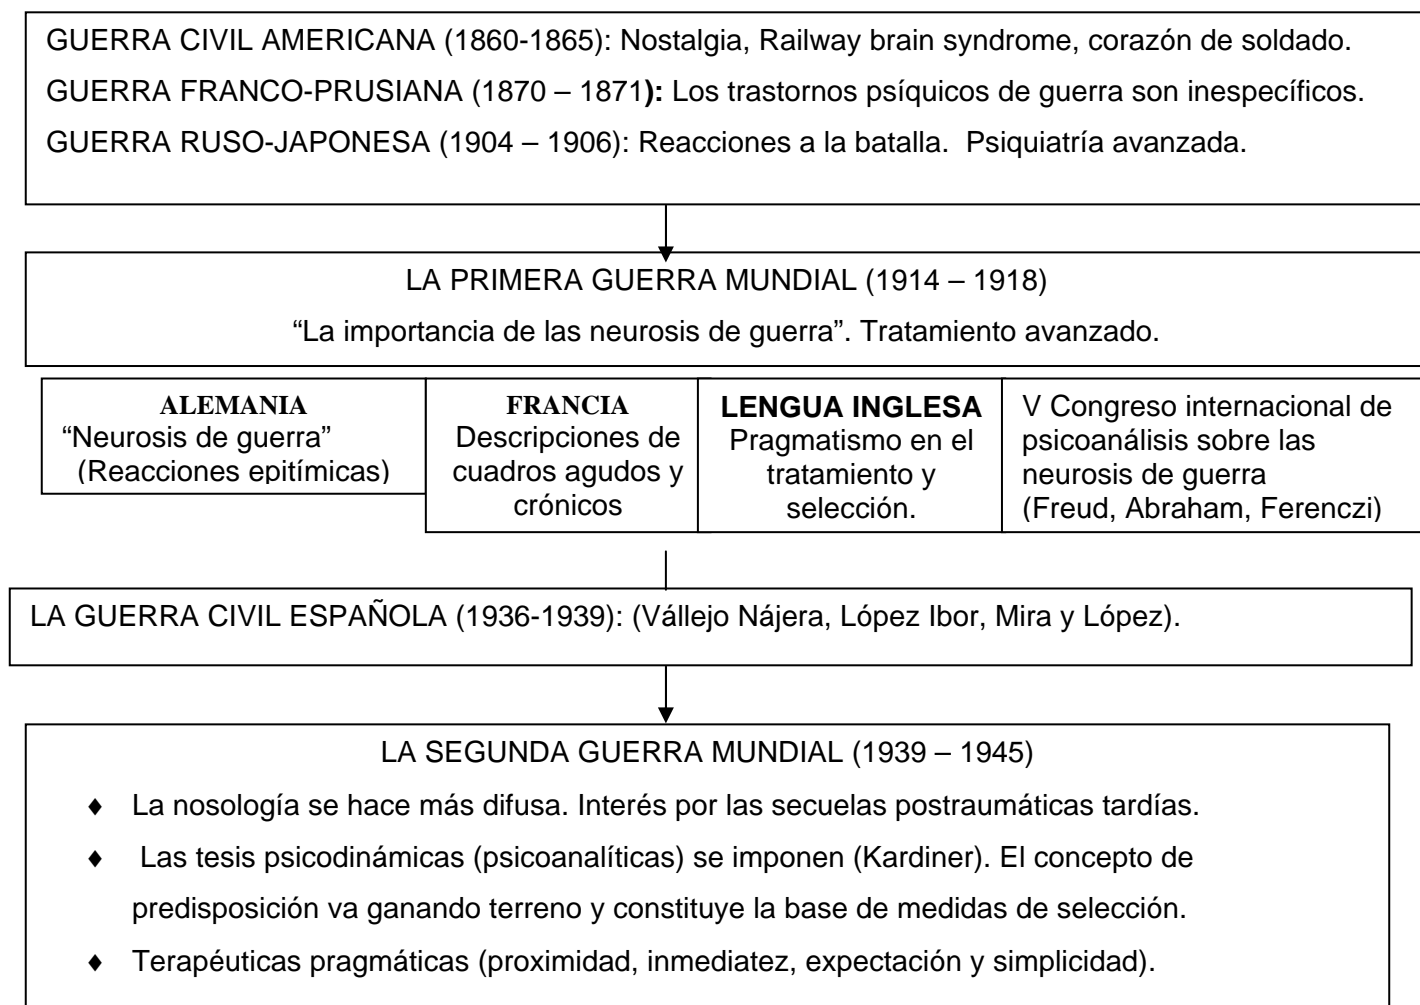 GUERRA CIVIL AMERICANA (1860-1865): Nostalgia, Railway brain syndrome, corazón de soldado.
GUERRA FRANCO-PRUSIANA (1870 – 1871): Los trastornos psíquicos de guerra son inespecíficos.
GUERRA RUSO-JAPONESA (1904 – 1906): Reacciones a la batalla.  Psiquiatría avanzada.
LA PRIMERA GUERRA MUNDIAL (1914 – 1918)
“La importancia de las neurosis de guerra”. Tratamiento avanzado.
ALEMANIA
“Neurosis de guerra”
(Reacciones epitímicas)
FRANCIA
Descripciones de
cuadros agudos y
crónicos
LENGUA INGLESA
Pragmatismo en el
tratamiento y
selección.
V Congreso internacional de
psicoanálisis sobre las
neurosis de guerra
(Freud, Abraham, Ferenczi)
LA GUERRA CIVIL ESPAÑOLA (1936-1939): (Vállejo Nájera, López Ibor, Mira y López).
LA SEGUNDA GUERRA MUNDIAL (1939 – 1945)
♦ La nosología se hace más difusa. Interés por las secuelas postraumáticas tardías.
♦ Las tesis psicodinámicas (psicoanalíticas) se imponen (Kardiner). El concepto de
predisposición va ganando terreno y constituye la base de medidas de selección.
♦ Terapéuticas pragmáticas (proximidad, inmediatez, expectación y simplicidad).